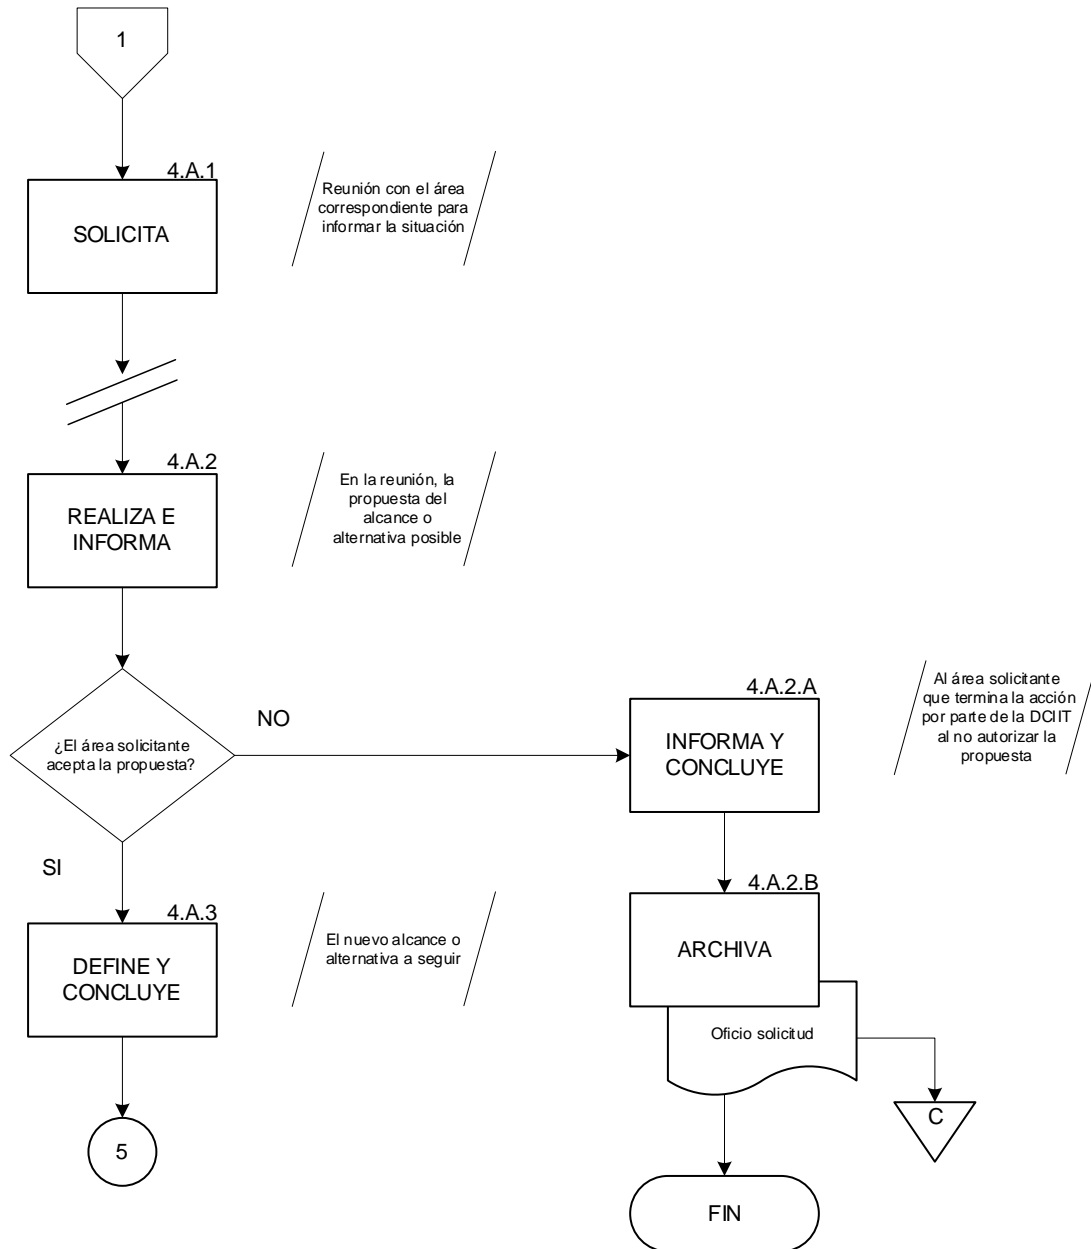 1
4.A.1
SOLICITA
Reunión con el área
correspondiente para
informar la situación
4.A.2
REALIZA E
INFORMA
En la reunión, la
propuesta del
alcance o
alternativa posible
¿El área solicitante
acepta la propuesta?
NO
SI
4.A.2.A
INFORMA Y
CONCLUYE
Al área solicitante
que termina la acción
por parte de la DCIIT
al no autorizar la
propuesta
4.A.3
DEFINE Y
CONCLUYE
El nuevo alcance o
alternativa a seguir
4.A.2.B
ARCHIVA
Oficio solicitud
C
5
FIN